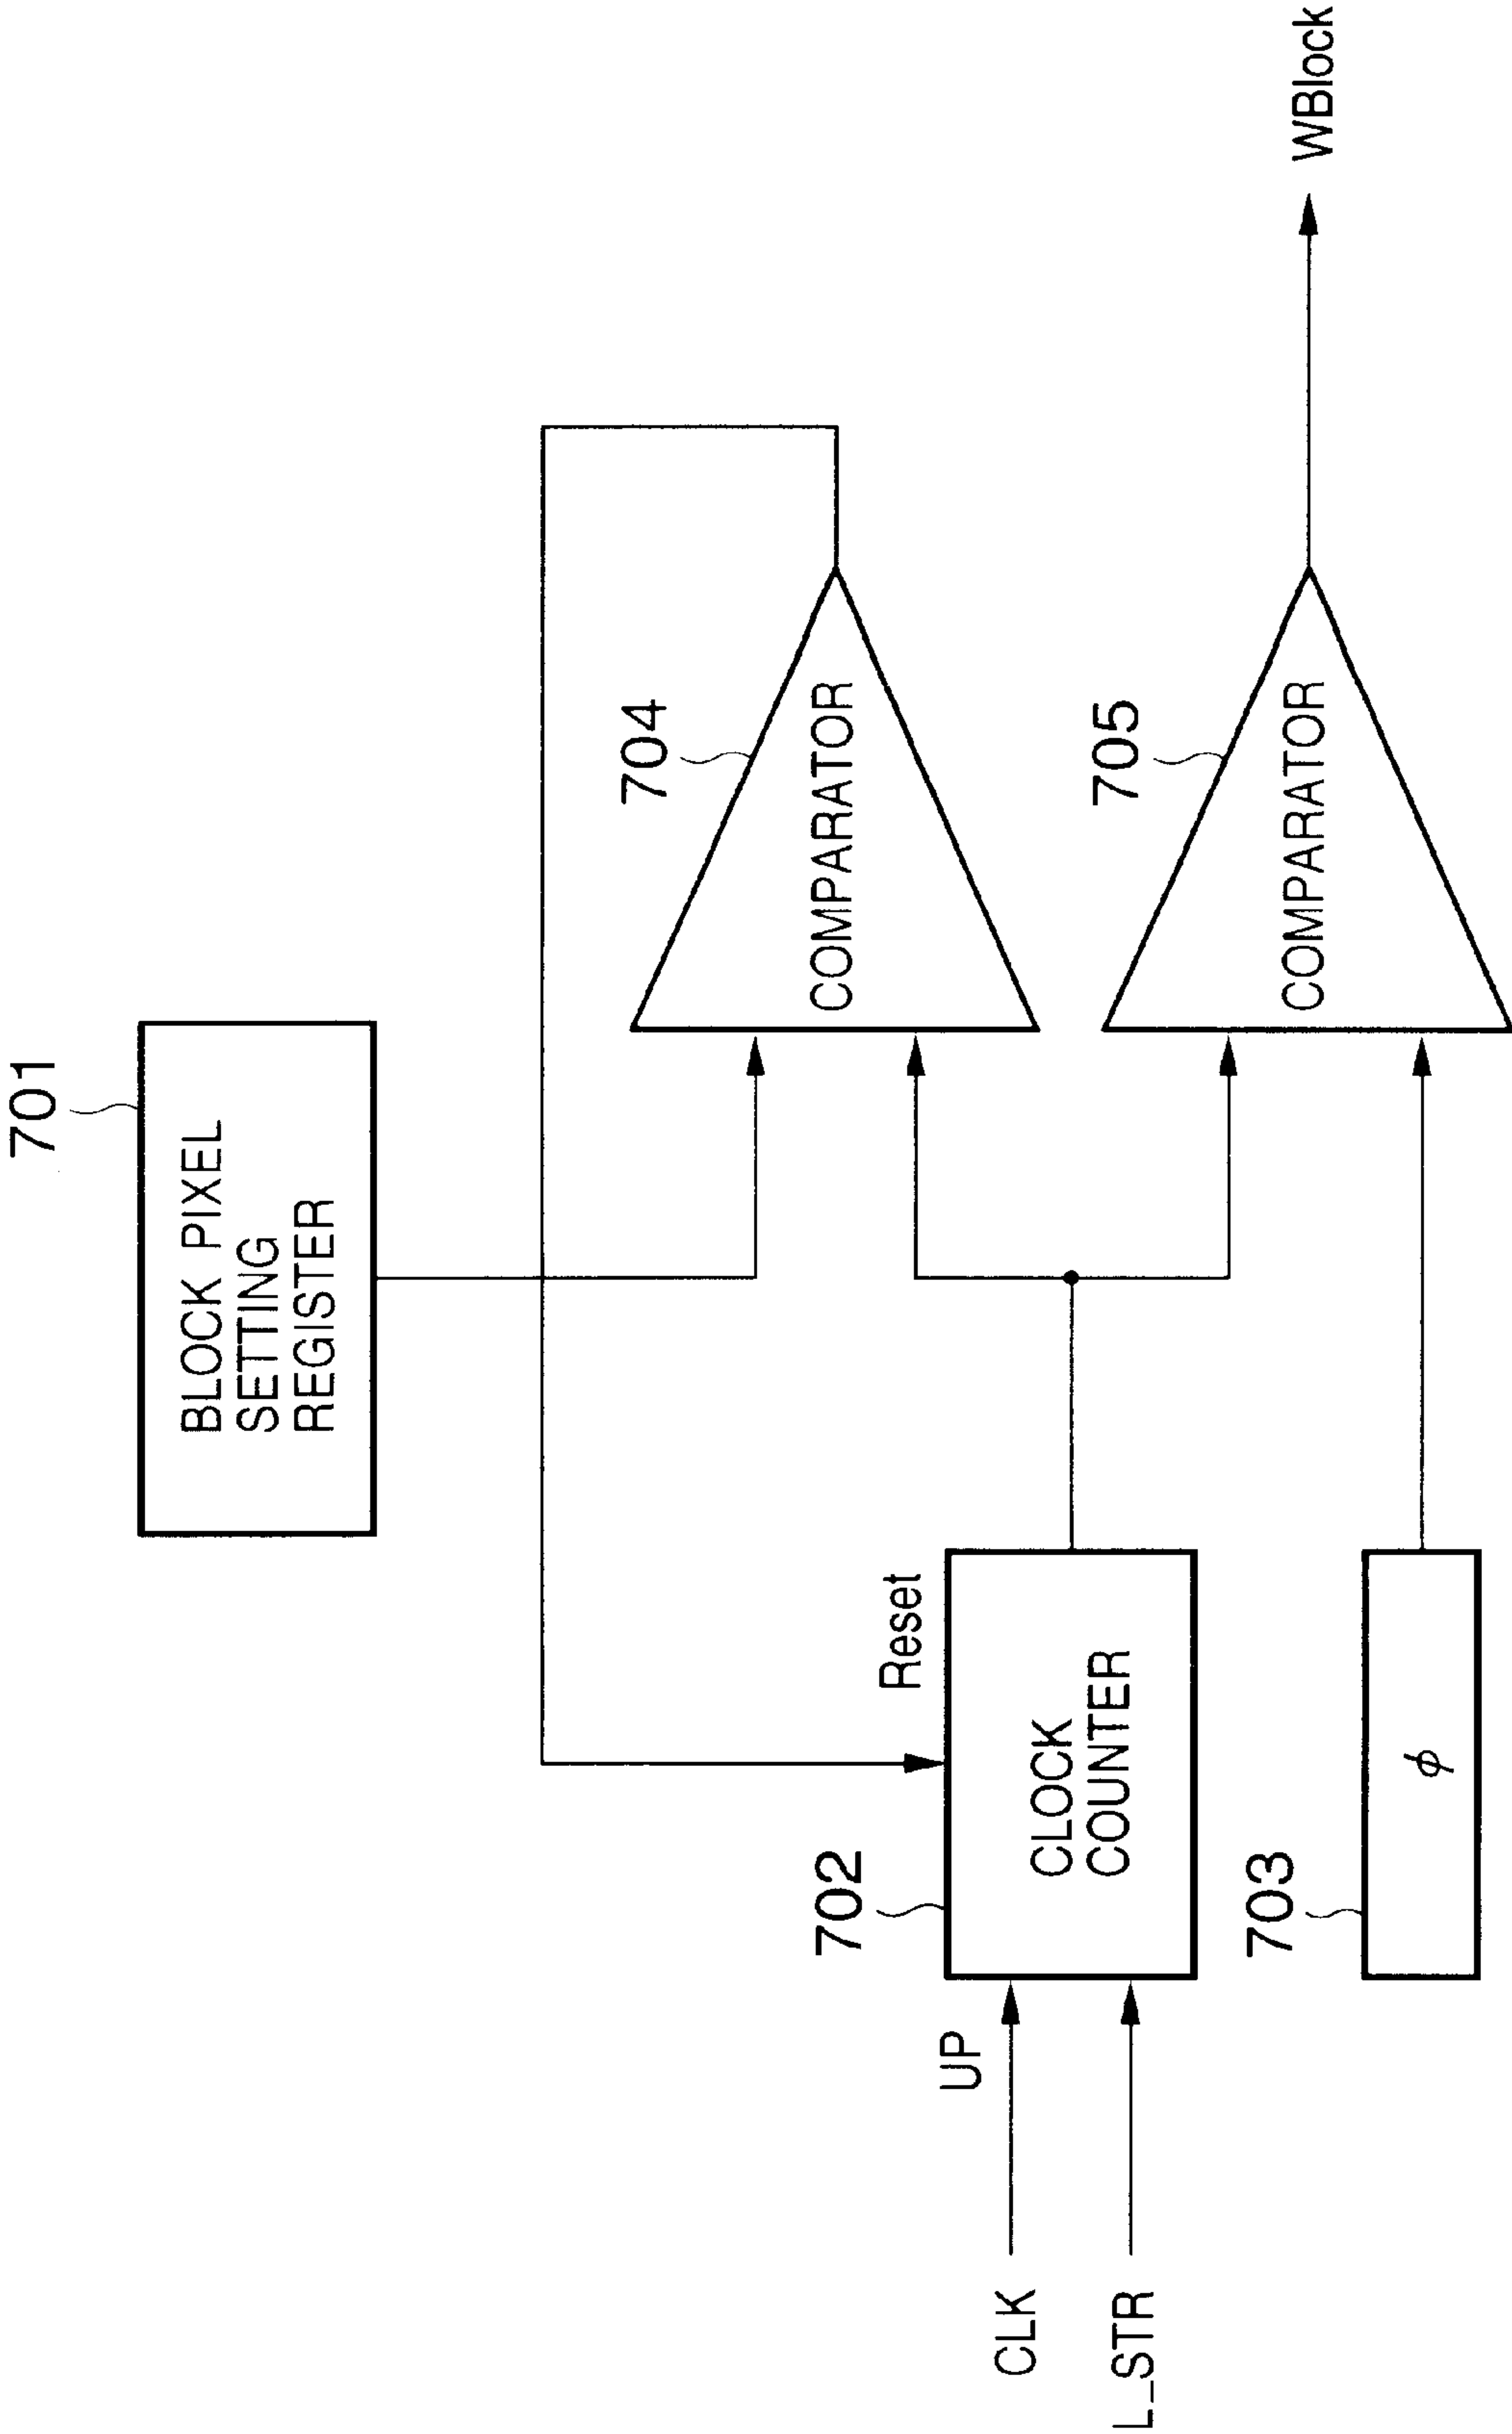 701
BLOCK PIXEL
SETTING
REGISTER
704
COMPARATOR
Reset
702
UP
CLOCK
COUNTER
CLK
L_STR
705
COMPARATOR
WBlock
703
ϕ